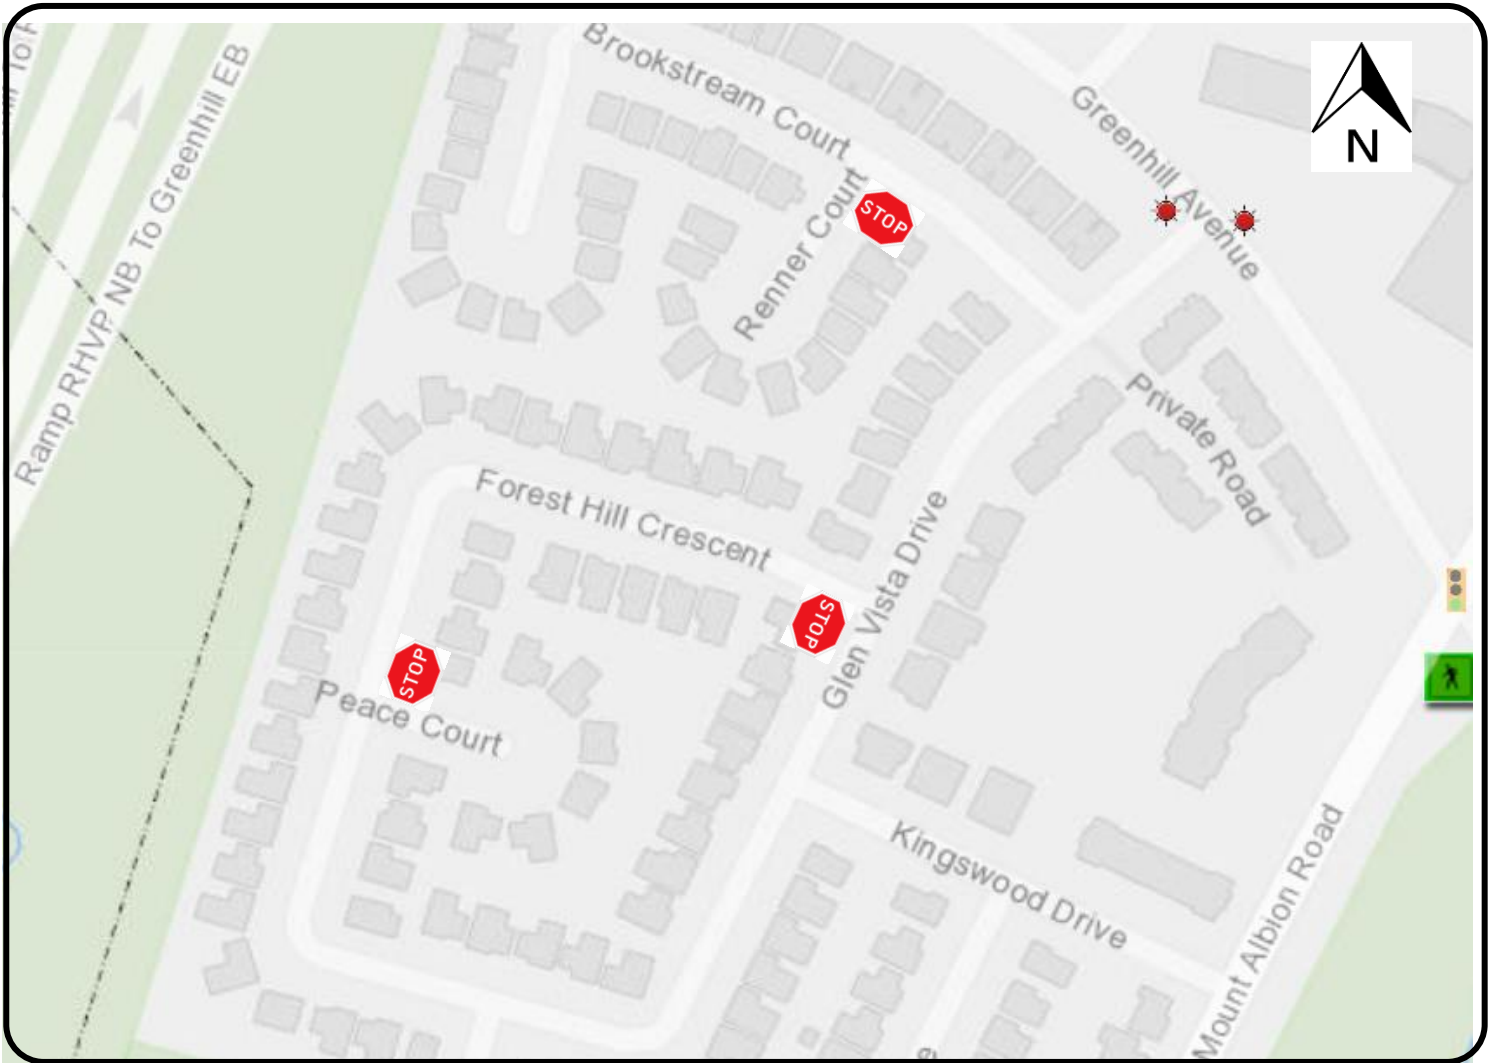 Brookstream Court
Greenhill Avenue
N
Ramp RHVP NB To Greenhill EB
Renner Court
STOP
Private Road
Forest Hill Crescent
Glen Vista Drive
STOP
STOP
Peace Court
Kingswood Drive
Mount Albion Road